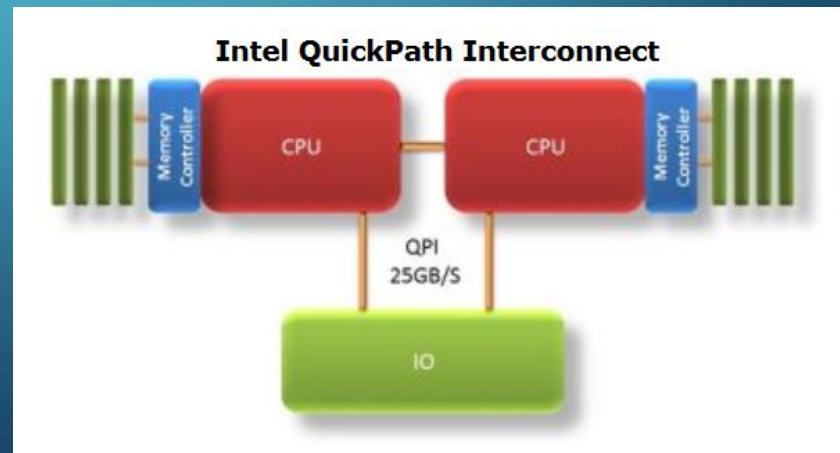 Intel QuickPath Interconnect
Memory
Controller
CPU
CPU
Memory
Controller
QPI
25GB/S
IO